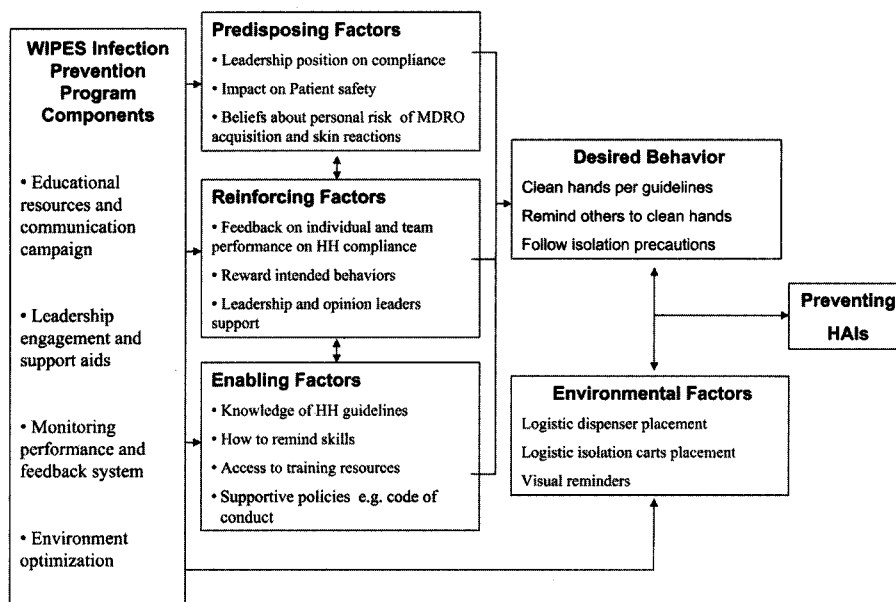 WIPES Infection
Prevention
Program
Components
• Educational
resources and
communication
campaign
• Leadership
engagement and
support aids
• Monitoring
performance and
feedback system
• Environment
optimization
Predisposing Factors
• Leadership position on compliance
• Impact on Patient safety
• Beliefs about personal risk of MDRO
acquisition and skin reactions
Reinforcing Factors
• Feedback on individual and team
performance on HH compliance
• Reward intended behaviors
• Leadership and opinion leaders
support
Enabling Factors
• Knowledge of HH guidelines
• How to remind skills
• Access to training resources
• Supportive policies e.g. code of
conduct
Desired Behavior
Clean hands per guidelines
Remind others to clean hands
Follow isolation precautions
Environmental Factors
Logistic dispenser placement
Logistic isolation carts placement
Visual reminders
Preventing
HAIs